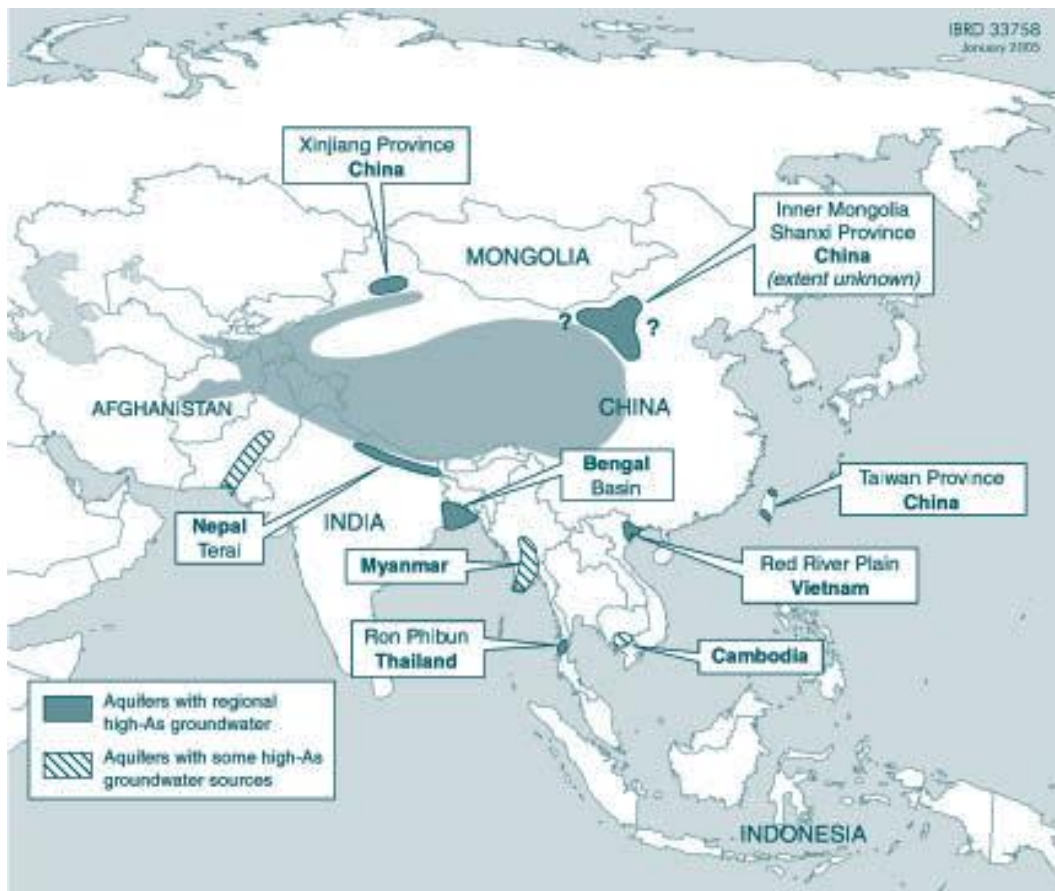 IBRD 33758
January 2005
Xinjiang Province
China
Inner Mongolia
Shanxi Province
China
(extent unknown)
MONGOLIA
?
?
AFGHANISTAN
CHINA
Bengal
Basin
Taiwan Province
China
Nepal
Terai
INDIA
Myanmar
Red River Plain
Vietnam
Ron Phibun
Thailand
Cambodia
Aquifers with regional
high-As groundwater
Aquifers with some high-As
groundwater sources
INDONESIA